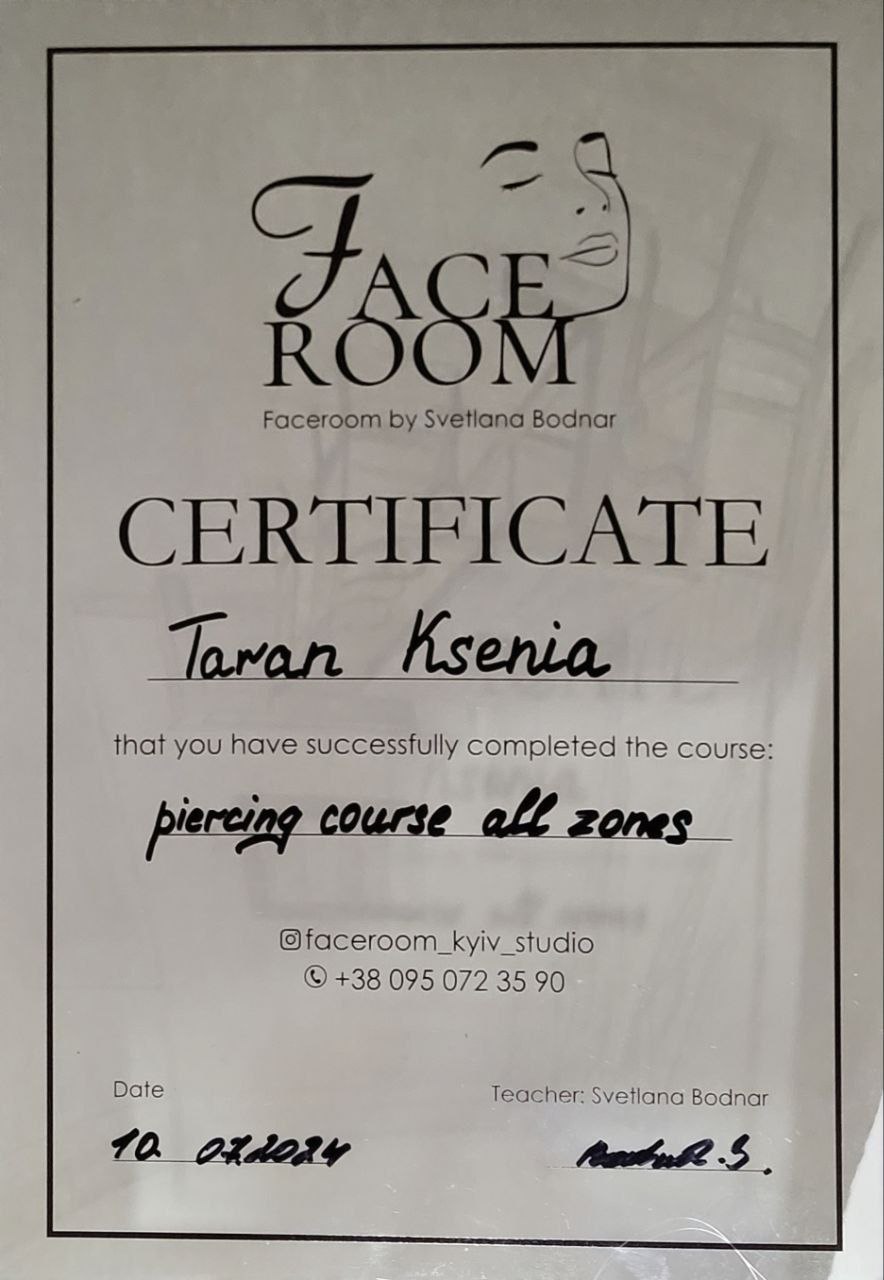 FACE
ROOM
Faceroom by Svetlana Bodnar
CERTIFICATE
Taran Ksenia
that you have successfully completed the course:
piercing course all zones
faceroom_kyiv_studio
+38 095 072 35 90
Date
Teacher: Svetlana Bodnar
10. 07.2024